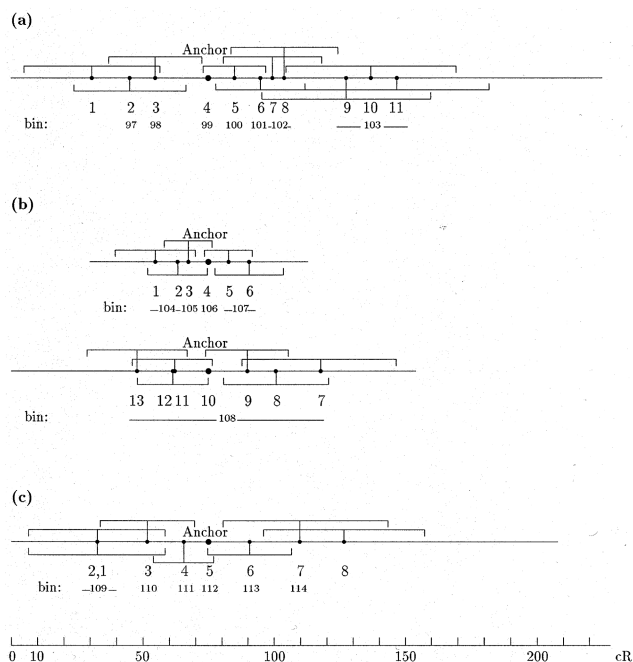 (a)
Anchor
1 2 3 4 5 6 7 8 9 10 11
bin: 97 98 99 100 101 102 103
(b)
Anchor
1 2 3 4 5 6
bin: 104 105 106 107
Anchor
13 12 11 10 9 8 7
bin: 108
(c)
Anchor
2,1 3 4 5 6 7 8
bin: 109 110 111 112 113 114
0 10 50 100 150 200 cR